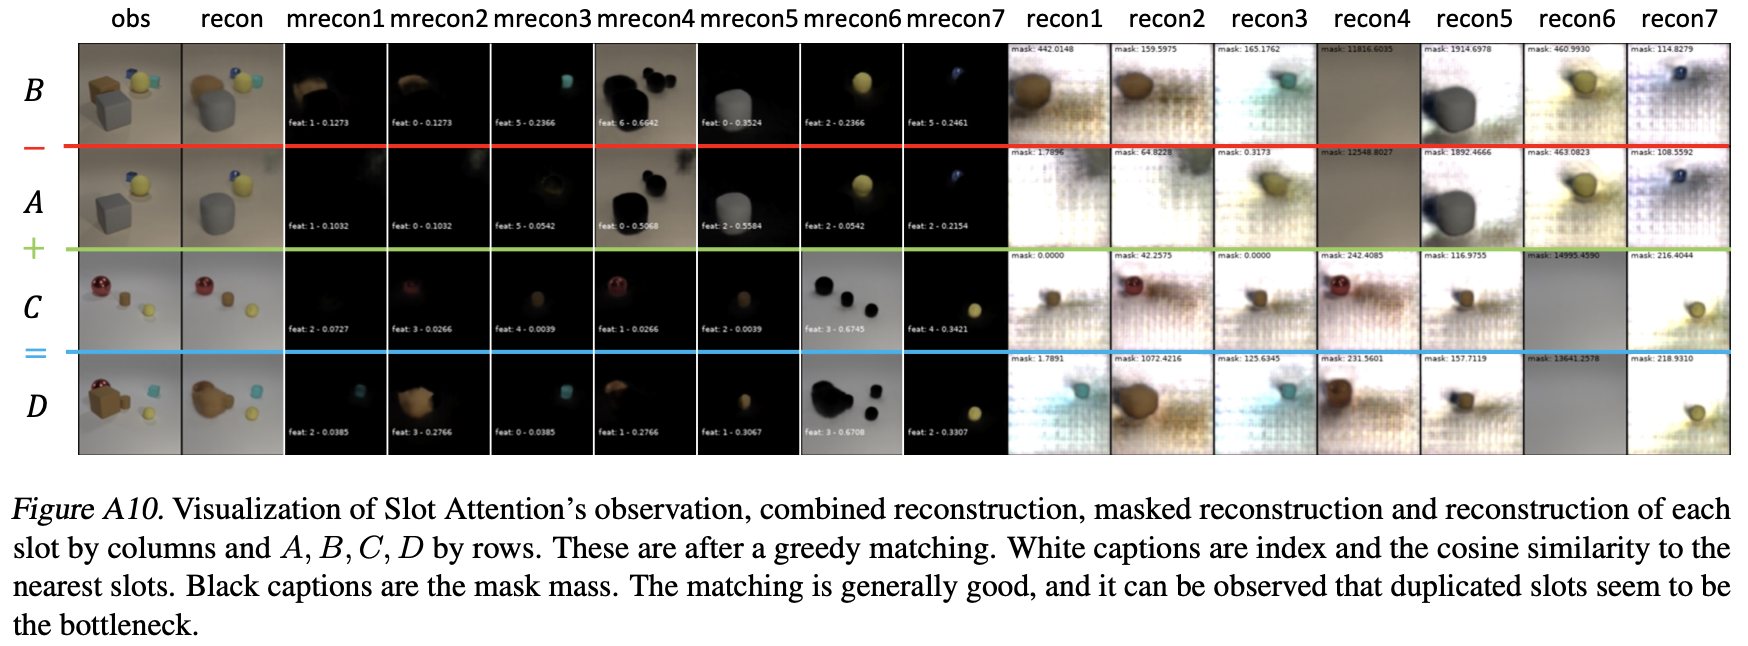 obs recon mrecon1 mrecon2 mrecon3 mrecon4 mrecon5 mrecon6 mrecon7 recon1 recon2 recon3 recon4 recon5 recon6 recon7
mask: 442.0148 mask: 159.5975 mask: 165.1762 mask: 11816.6035 mask: 1914.6978 mask: 460.9930 mask: 114.8279
B
feat: 1 - 0.1273 feat: 0 - 0.1273 feat: 5 - 0.2366 feat: 6 - 0.6642 feat: 0 - 0.3524 feat: 2 - 0.2366 feat: 5 - 0.2461
−
mask: 1.7896 mask: 64.8228 mask: 0.3173 mask: 12548.8027 mask: 1892.4666 mask: 463.0823 mask: 108.5592
A
feat: 1 - 0.1032 feat: 0 - 0.1032 feat: 5 - 0.0542 feat: 0 - 0.5068 feat: 2 - 0.5584 feat: 2 - 0.0542 feat: 2 - 0.2154
+
mask: 0.0000 mask: 42.2575 mask: 0.0000 mask: 242.4085 mask: 116.9755 mask: 14995.4590 mask: 216.4044
C
feat: 2 - 0.0727 feat: 3 - 0.0266 feat: 4 - 0.0039 feat: 1 - 0.0266 feat: 2 - 0.0039 feat: 3 - 0.6745 feat: 4 - 0.3421
=
mask: 1.7891 mask: 1072.4216 mask: 125.6345 mask: 231.5601 mask: 157.7119 mask: 13641.2578 mask: 218.9310
D
feat: 2 - 0.0385 feat: 3 - 0.2766 feat: 0 - 0.0385 feat: 1 - 0.2766 feat: 1 - 0.3067 feat: 3 - 0.6708 feat: 2 - 0.3307
Figure A10. Visualization of Slot Attention's observation, combined reconstruction, masked reconstruction and reconstruction of each
slot by columns and A, B, C, D by rows. These are after a greedy matching. White captions are index and the cosine similarity to the
nearest slots. Black captions are the mask mass. The matching is generally good, and it can be observed that duplicated slots seem to be
the bottleneck.